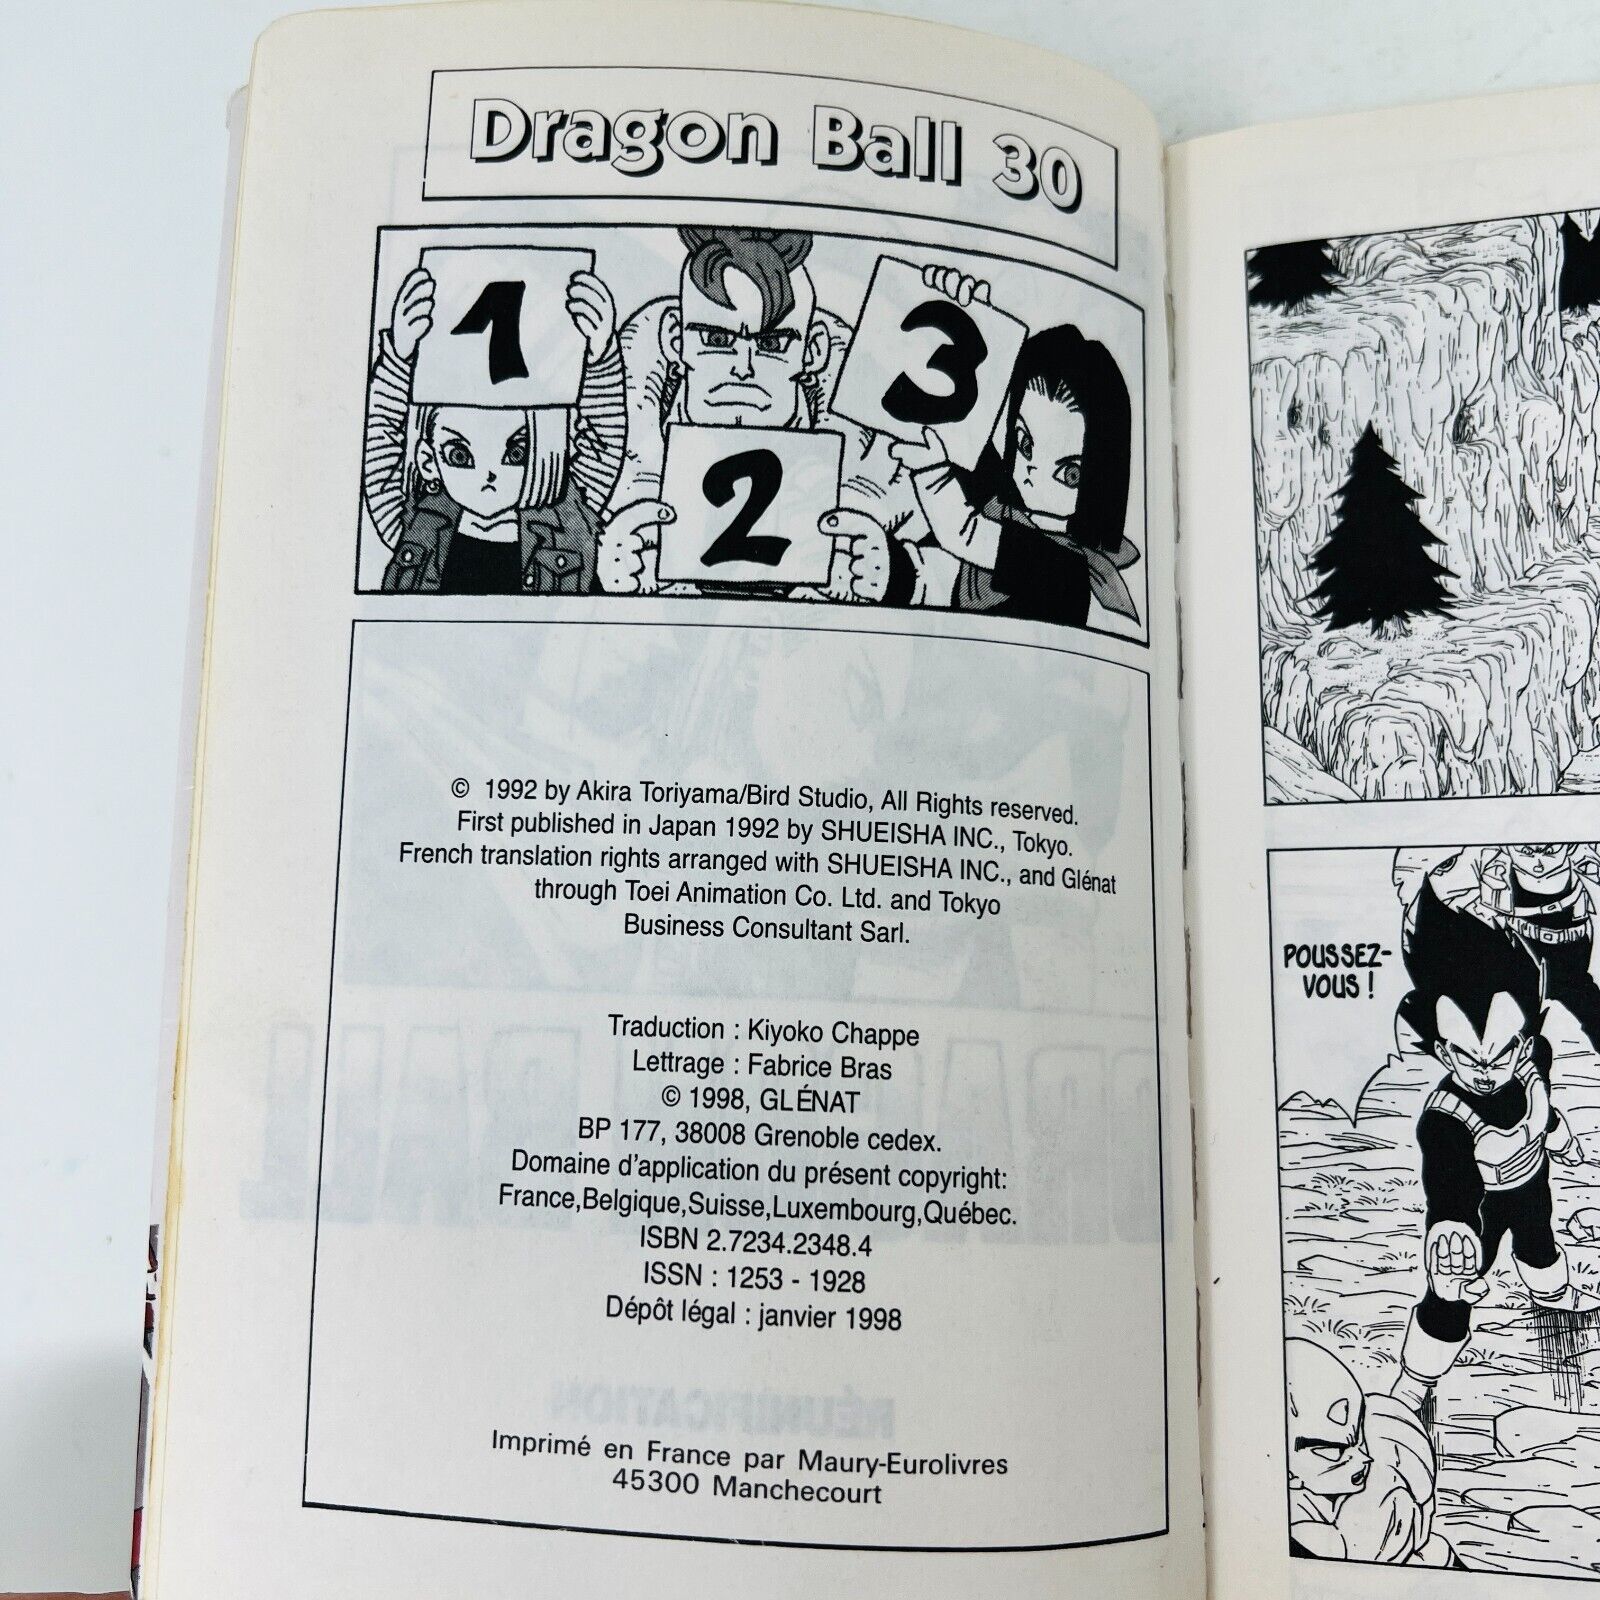 Dragon Ball 30
1
2
3
© 1992 by Akira Toriyama/Bird Studio, All Rights reserved.
First published in Japan 1992 by SHUEISHA INC., Tokyo.
French translation rights arranged with SHUEISHA INC., and Glénat
through Toei Animation Co. Ltd. and Tokyo
Business Consultant Sarl.
Traduction : Kiyoko Chappe
Lettrage : Fabrice Bras
© 1998, GLÉNAT
BP 177, 38008 Grenoble cedex.
Domaine d'application du présent copyright:
France,Belgique,Suisse,Luxembourg,Québec.
ISBN 2.7234.2348.4
ISSN : 1253 - 1928
Dépôt légal : janvier 1998
RÉUNIFICATION
Imprimé en France par Maury-Eurolivres
45300 Manchecourt
POUSSEZ-
VOUS !
DRAGON BALL